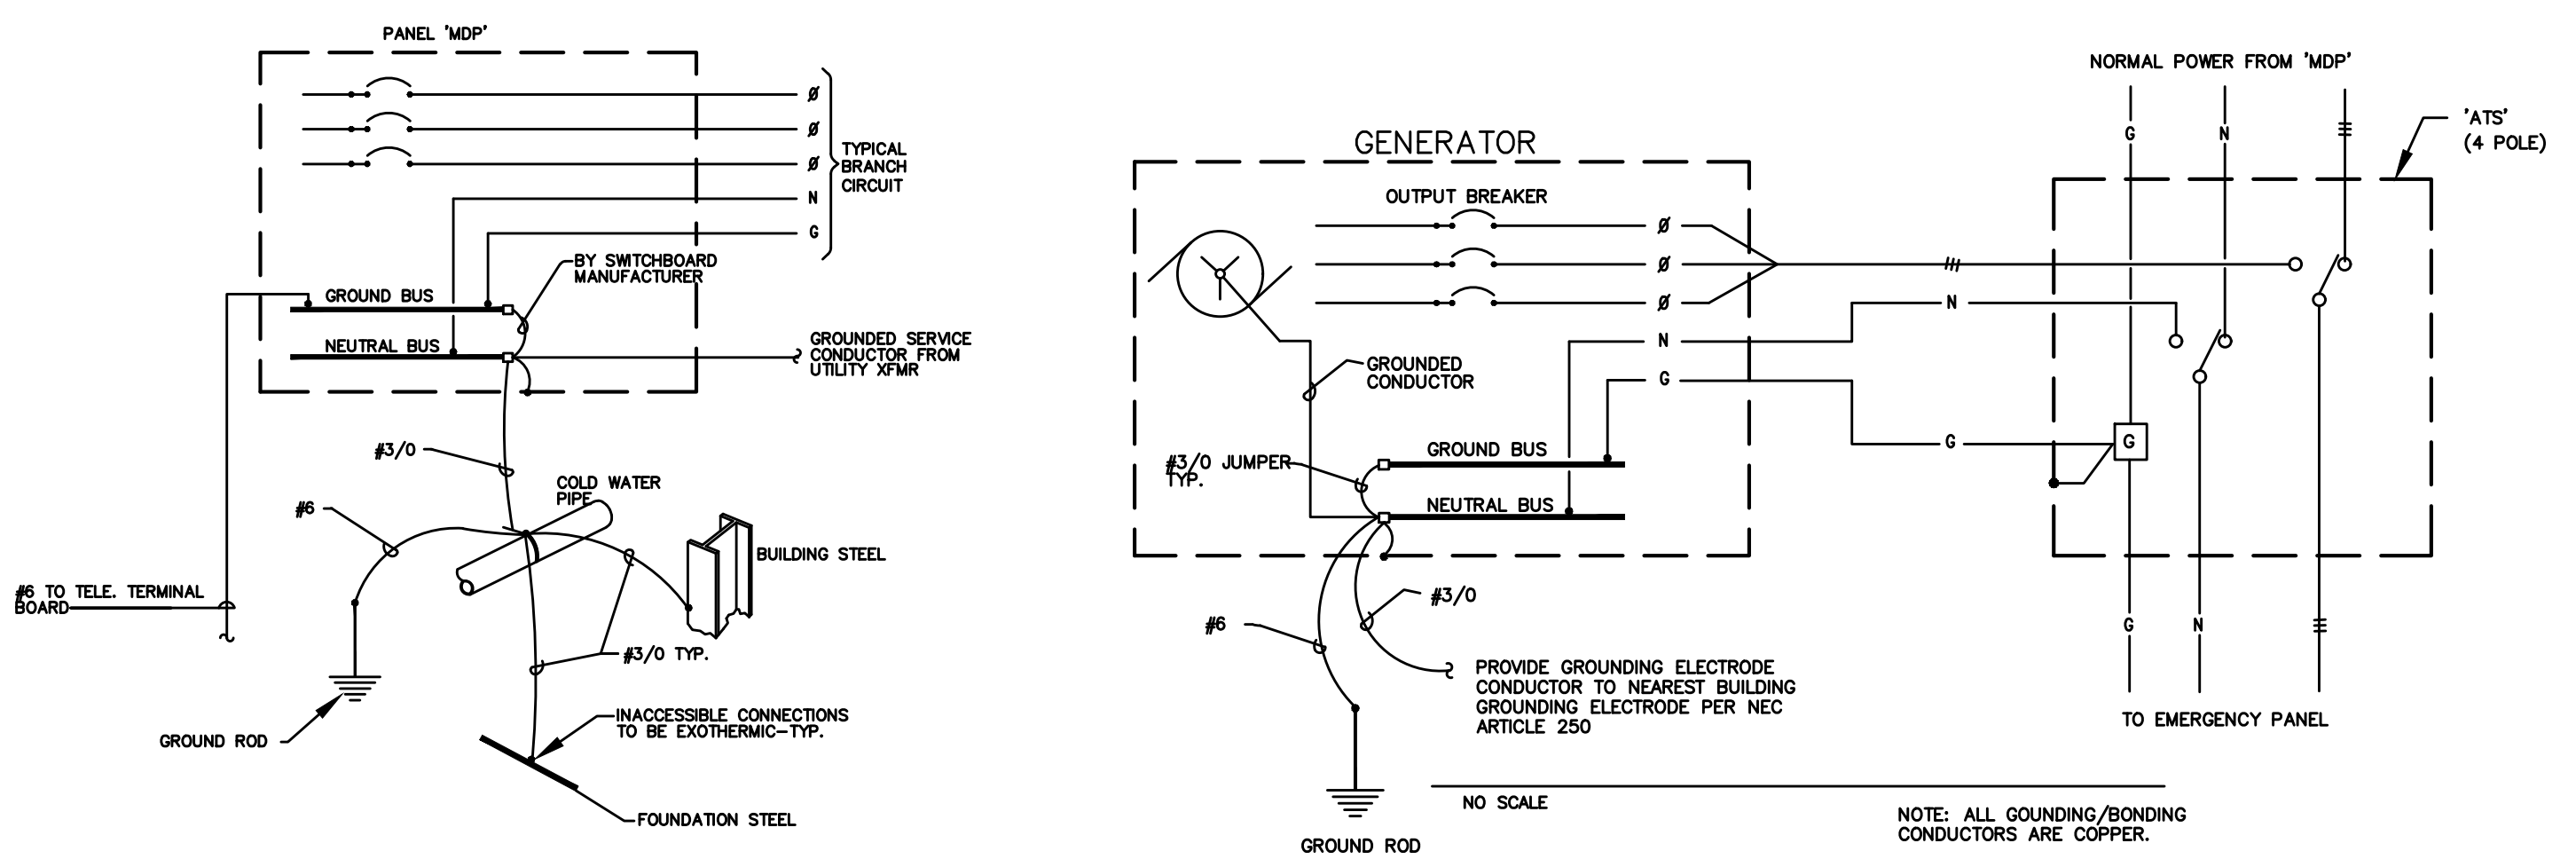 PANEL 'MDP'
Ø
Ø
Ø
N
G
TYPICAL
BRANCH
CIRCUIT
BY SWITCHBOARD
MANUFACTURER
GROUND BUS
NEUTRAL BUS
GROUNDED SERVICE
CONDUCTOR FROM
UTILITY XFMR
#3/0
COLD WATER
PIPE
#6
BUILDING STEEL
#6 TO TELE. TERMINAL
BOARD
#3/0 TYP.
INACCESSIBLE CONNECTIONS
TO BE EXOTHERMIC-TYP.
GROUND ROD
FOUNDATION STEEL
GENERATOR
OUTPUT BREAKER
Ø
Ø
Ø
N
G
GROUNDED
CONDUCTOR
GROUND BUS
#3/0 JUMPER
TYP.
NEUTRAL BUS
#3/0
#6
PROVIDE GROUNDING ELECTRODE
CONDUCTOR TO NEAREST BUILDING
GROUNDING ELECTRODE PER NEC
ARTICLE 250
GROUND ROD
NO SCALE
NORMAL POWER FROM 'MDP'
G
N
'ATS'
(4 POLE)
N
G
G
G
N
TO EMERGENCY PANEL
NOTE: ALL GOUNDING/BONDING
CONDUCTORS ARE COPPER.